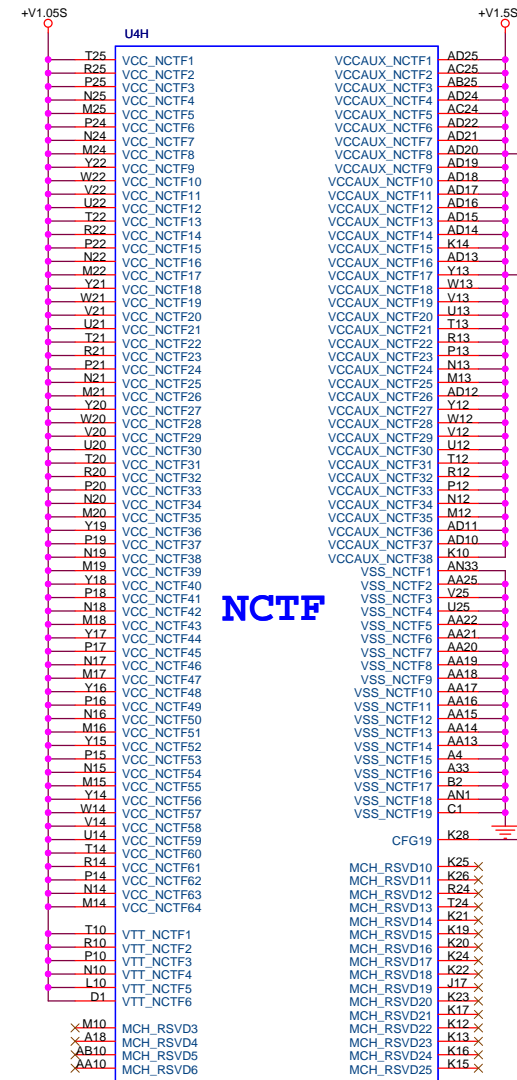 +V1.05S +V1.5S
U4H
T25 VCC_NCTF1 VCCAUX_NCTF1 AD25
R25 VCC_NCTF2 VCCAUX_NCTF2 AC25
P25 VCC_NCTF3 VCCAUX_NCTF3 AB25
N25 VCC_NCTF4 VCCAUX_NCTF4 AD24
M25 VCC_NCTF5 VCCAUX_NCTF5 AC24
P24 VCC_NCTF6 VCCAUX_NCTF6 AD22
N24 VCC_NCTF7 VCCAUX_NCTF7 AD21
M24 VCC_NCTF8 VCCAUX_NCTF8 AD20
Y22 VCC_NCTF9 VCCAUX_NCTF9 AD19
W22 VCC_NCTF10 VCCAUX_NCTF10 AD18
V22 VCC_NCTF11 VCCAUX_NCTF11 AD17
U22 VCC_NCTF12 VCCAUX_NCTF12 AD16
T22 VCC_NCTF13 VCCAUX_NCTF13 AD15
R22 VCC_NCTF14 VCCAUX_NCTF14 AD14
P22 VCC_NCTF15 VCCAUX_NCTF15 K14
N22 VCC_NCTF16 VCCAUX_NCTF16 AD13
M22 VCC_NCTF17 VCCAUX_NCTF17 Y13
Y21 VCC_NCTF18 VCCAUX_NCTF18 W13
W21 VCC_NCTF19 VCCAUX_NCTF19 V13
V21 VCC_NCTF20 VCCAUX_NCTF20 U13
U21 VCC_NCTF21 VCCAUX_NCTF21 T13
T21 VCC_NCTF22 VCCAUX_NCTF22 R13
R21 VCC_NCTF23 VCCAUX_NCTF23 P13
P21 VCC_NCTF24 VCCAUX_NCTF24 N13
N21 VCC_NCTF25 VCCAUX_NCTF25 M13
M21 VCC_NCTF26 VCCAUX_NCTF26 AD12
Y20 VCC_NCTF27 VCCAUX_NCTF27 Y12
W20 VCC_NCTF28 VCCAUX_NCTF28 W12
V20 VCC_NCTF29 VCCAUX_NCTF29 V12
U20 VCC_NCTF30 VCCAUX_NCTF30 U12
T20 VCC_NCTF31 VCCAUX_NCTF31 T12
R20 VCC_NCTF32 VCCAUX_NCTF32 R12
P20 VCC_NCTF33 VCCAUX_NCTF33 P12
N20 VCC_NCTF34 VCCAUX_NCTF34 N12
M20 VCC_NCTF35 VCCAUX_NCTF35 M12
Y19 VCC_NCTF36 VCCAUX_NCTF36 AD11
P19 VCC_NCTF37 VCCAUX_NCTF37 AD10
N19 VCC_NCTF38 VCCAUX_NCTF38 K10
M19 VCC_NCTF39 VSS_NCTF1 AN33
Y18 VCC_NCTF40 VSS_NCTF2 AA25
P18 VCC_NCTF41 VSS_NCTF3 V25
N18 VCC_NCTF42 VSS_NCTF4 U25
NCTF
M18 VCC_NCTF43 VSS_NCTF5 AA22
Y17 VCC_NCTF44 VSS_NCTF6 AA21
P17 VCC_NCTF45 VSS_NCTF7 AA20
N17 VCC_NCTF46 VSS_NCTF8 AA19
M17 VCC_NCTF47 VSS_NCTF9 AA18
Y16 VCC_NCTF48 VSS_NCTF10 AA17
P16 VCC_NCTF49 VSS_NCTF11 AA16
N16 VCC_NCTF50 VSS_NCTF12 AA15
M16 VCC_NCTF51 VSS_NCTF13 AA14
Y15 VCC_NCTF52 VSS_NCTF14 AA13
P15 VCC_NCTF53 VSS_NCTF15 A4
N15 VCC_NCTF54 VSS_NCTF16 A33
M15 VCC_NCTF55 VSS_NCTF17 B2
Y14 VCC_NCTF56 VSS_NCTF18 AN1
W14 VCC_NCTF57 VSS_NCTF19 C1
V14 VCC_NCTF58
U14 VCC_NCTF59 CFG19 K28
T14 VCC_NCTF60
R14 VCC_NCTF61 MCH_RSVD10 K25
P14 VCC_NCTF62 MCH_RSVD11 K26
N14 VCC_NCTF63 MCH_RSVD12 R24
M14 VCC_NCTF64 MCH_RSVD13 T24
MCH_RSVD14 K21
T10 VTT_NCTF1 MCH_RSVD15 K19
R10 VTT_NCTF2 MCH_RSVD16 K20
P10 VTT_NCTF3 MCH_RSVD17 K24
N10 VTT_NCTF4 MCH_RSVD18 K22
L10 VTT_NCTF5 MCH_RSVD19 J17
D1 VTT_NCTF6 MCH_RSVD20 K23
MCH_RSVD21 K17
M10 MCH_RSVD3 MCH_RSVD22 K12
A18 MCH_RSVD4 MCH_RSVD23 K13
AB10 MCH_RSVD5 MCH_RSVD24 K16
AA10 MCH_RSVD6 MCH_RSVD25 K15